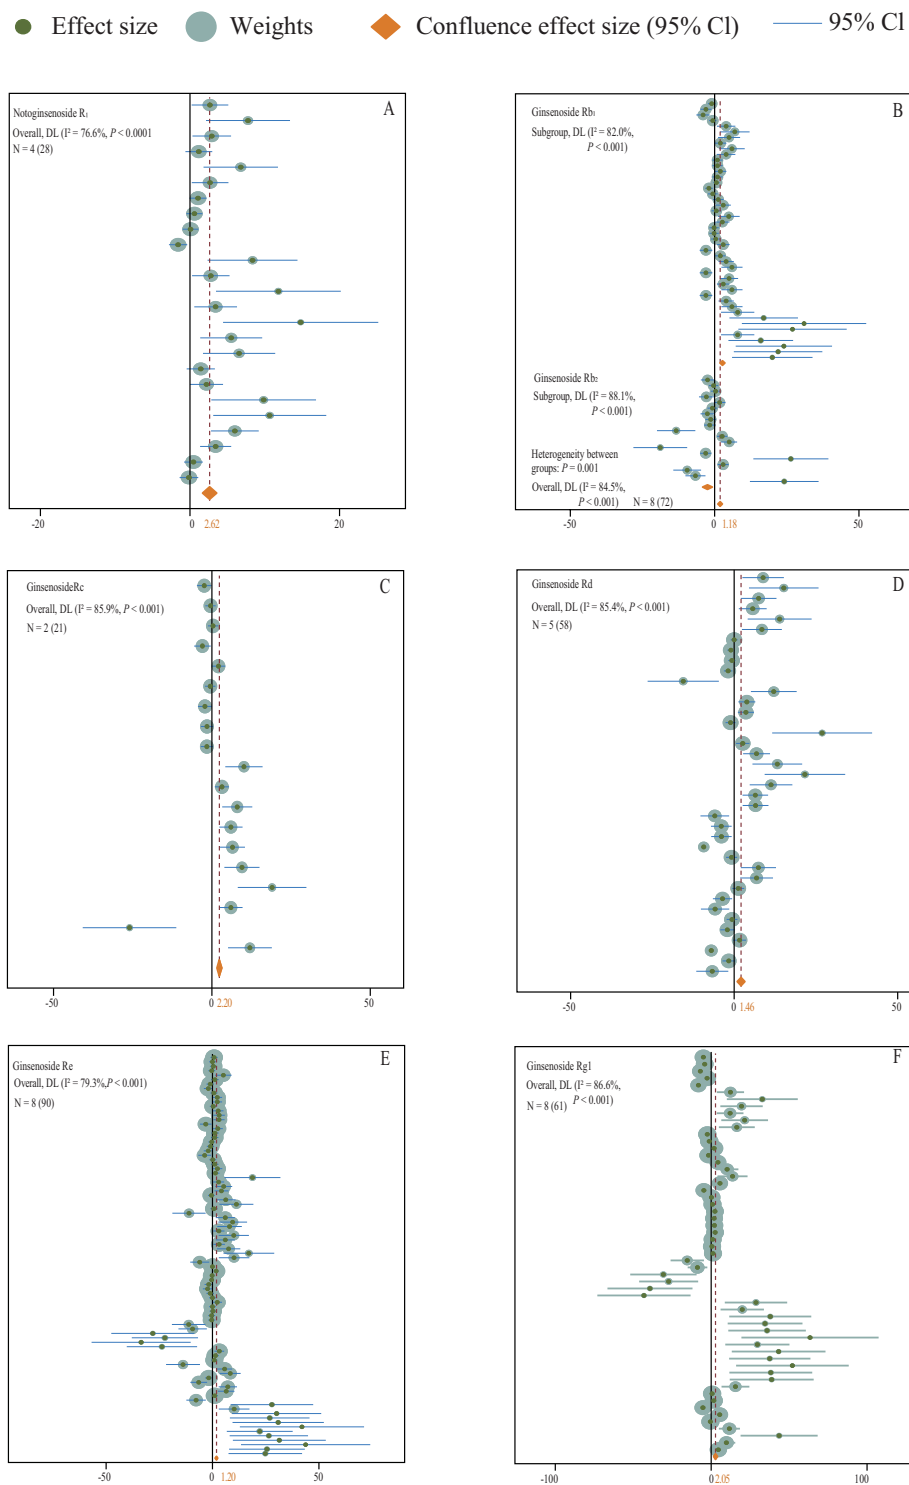 Effect size Weights Confluence effect size (95% Cl) 95% Cl
Notoginsenoside R1 A
Overall, DL (I² = 76.6%, P < 0.0001
N = 4 (28)
-20 0 2.62 20
Ginsenoside Rb1 B
Subgroup, DL (I² = 82.0%,
P < 0.001)
Ginsenoside Rb2
Subgroup, DL (I² = 88.1%,
P < 0.001)
Heterogeneity between
groups: P = 0.001
Overall, DL (I² = 84.5%,
P < 0.001) N = 8 (72)
-50 0 1.18 50
GinsenosideRc C
Overall, DL (I² = 85.9%, P < 0.001)
N = 2 (21)
-50 0 2.20 50
Ginsenoside Rd D
Overall, DL (I² = 85.4%, P < 0.001)
N = 5 (58)
-50 0 1.46 50
Ginsenoside Re E
Overall, DL (I² = 79.3%,P < 0.001)
N = 8 (90)
-50 0 1.20 50
Ginsenoside Rg1 F
Overall, DL (I² = 86.6%,
P < 0.001)
N = 8 (61)
-100 0 2.05 100